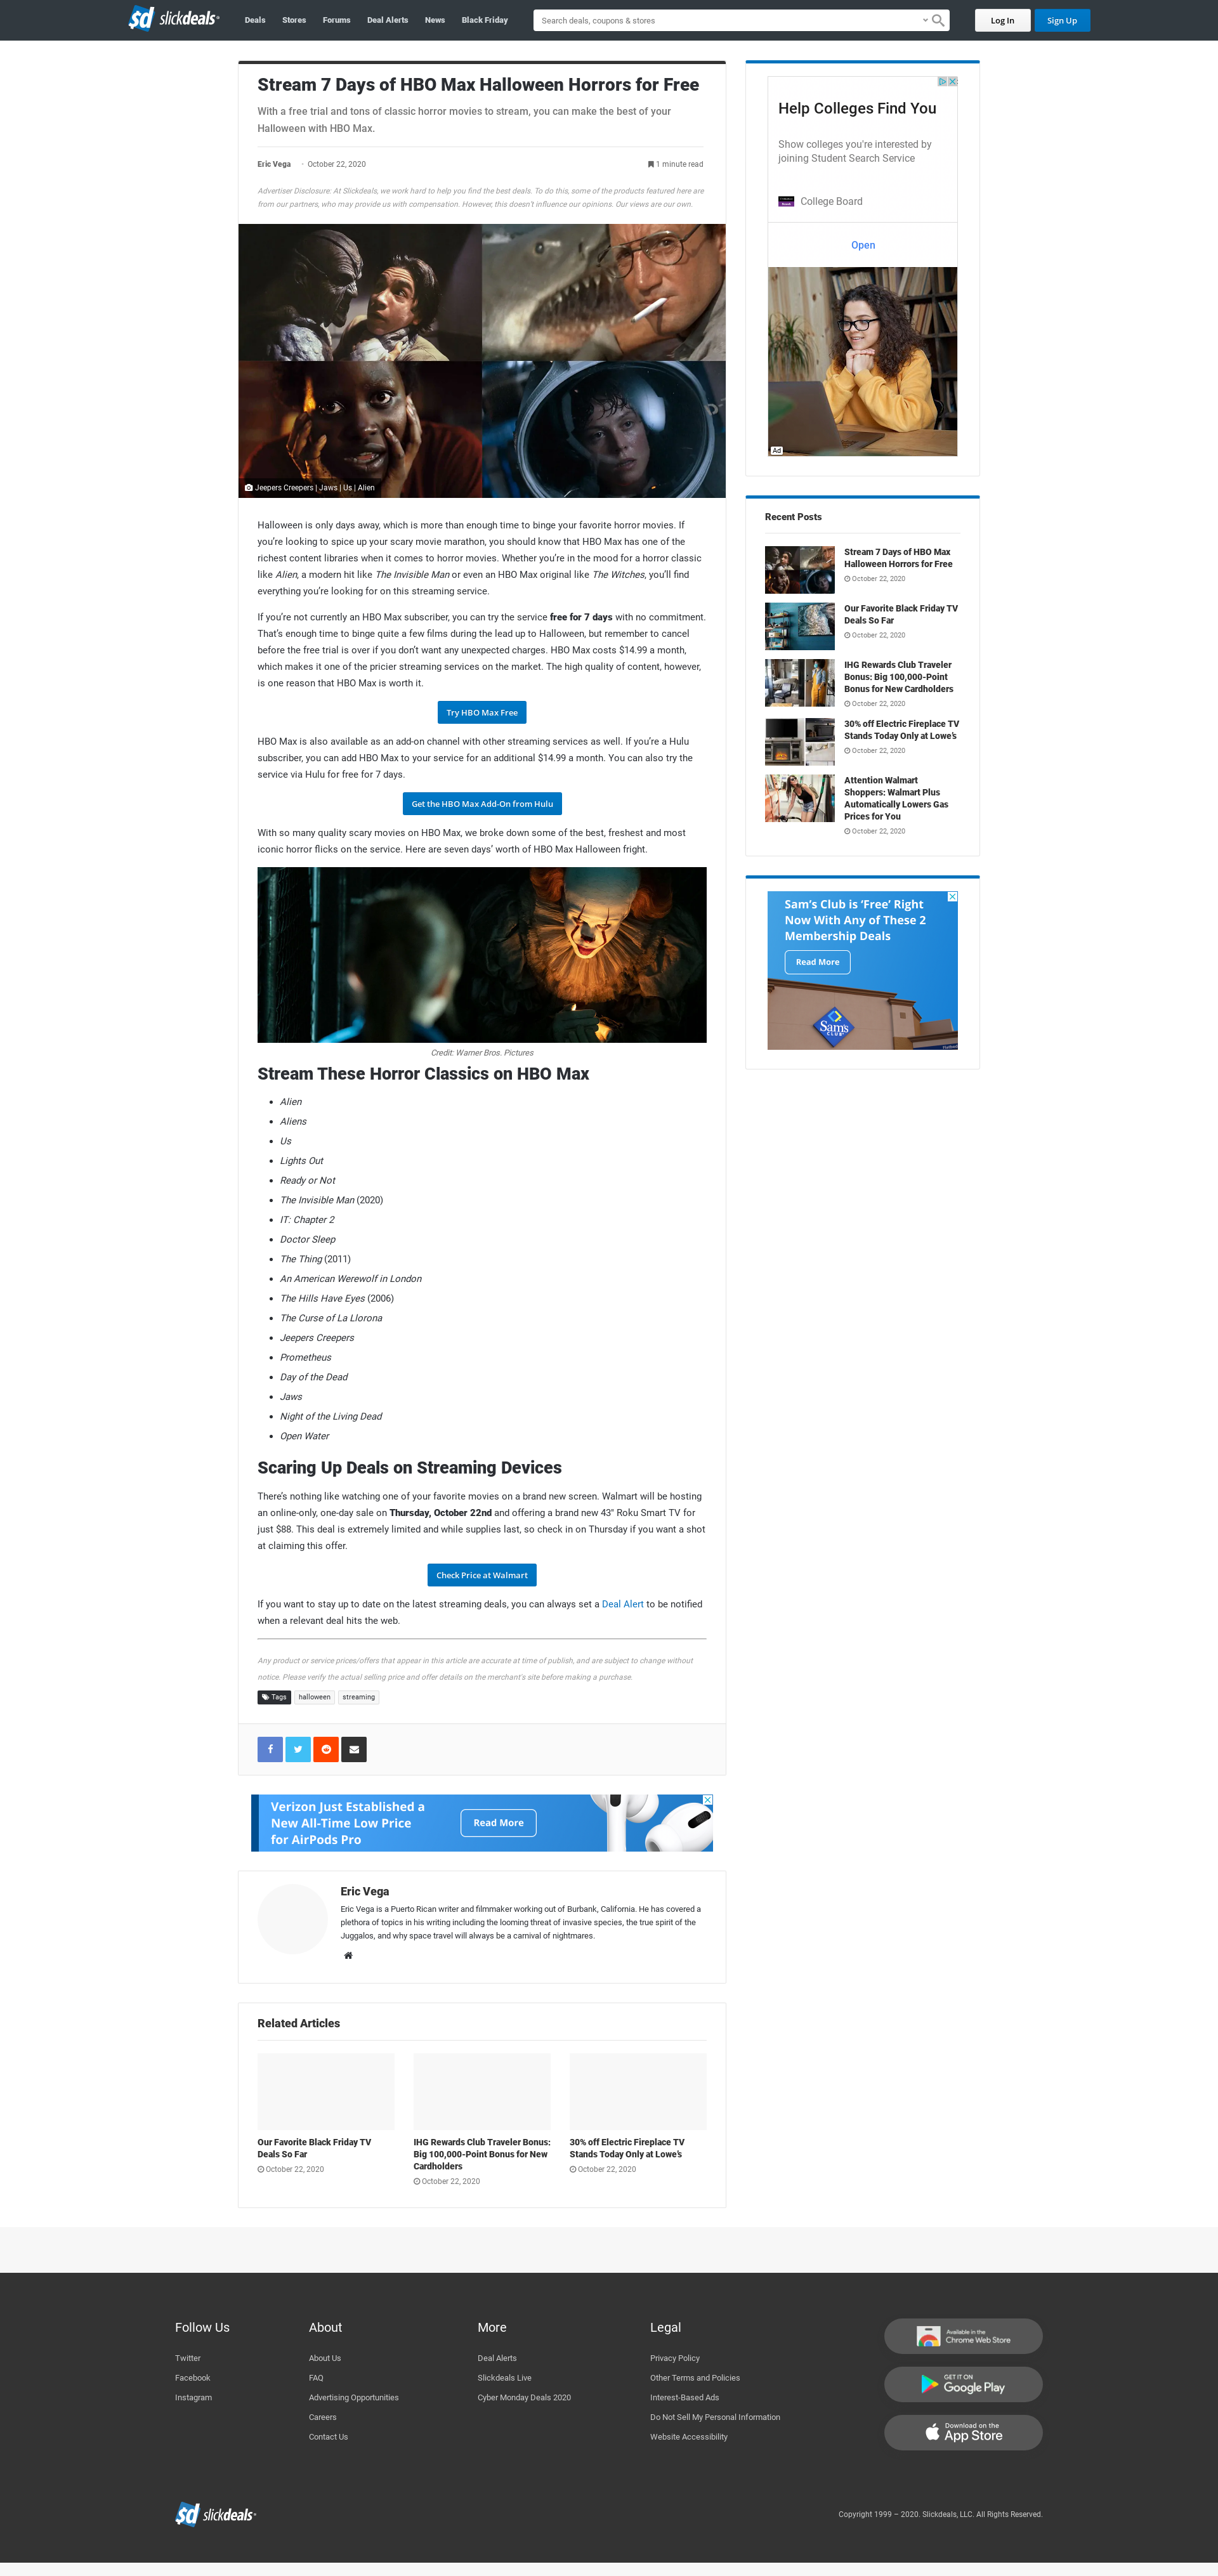 sd slickdeals
Deals Stores Forums Deal Alerts News Black Friday
Search deals, coupons & stores
Log In Sign Up
Stream 7 Days of HBO Max Halloween Horrors for Free
With a free trial and tons of classic horror movies to stream, you can make the best of your
Halloween with HBO Max.
Eric Vega · October 22, 2020 1 minute read
Advertiser Disclosure: At Slickdeals, we work hard to help you find the best deals. To do this, some of the products featured here are
from our partners, who may provide us with compensation. However, this doesn't influence our opinions. Our views are our own.
Jeepers Creepers | Jaws | Us | Alien
Halloween is only days away, which is more than enough time to binge your favorite horror movies. If
you're looking to spice up your scary movie marathon, you should know that HBO Max has one of the
richest content libraries when it comes to horror movies. Whether you're in the mood for a horror classic
like Alien, a modern hit like The Invisible Man or even an HBO Max original like The Witches, you'll find
everything you're looking for on this streaming service.
If you're not currently an HBO Max subscriber, you can try the service free for 7 days with no commitment.
That's enough time to binge quite a few films during the lead up to Halloween, but remember to cancel
before the free trial is over if you don't want any unexpected charges. HBO Max costs $14.99 a month,
which makes it one of the pricier streaming services on the market. The high quality of content, however,
is one reason that HBO Max is worth it.
Try HBO Max Free
HBO Max is also available as an add-on channel with other streaming services as well. If you're a Hulu
subscriber, you can add HBO Max to your service for an additional $14.99 a month. You can also try the
service via Hulu for free for 7 days.
Get the HBO Max Add-On from Hulu
With so many quality scary movies on HBO Max, we broke down some of the best, freshest and most
iconic horror flicks on the service. Here are seven days' worth of HBO Max Halloween fright.
Credit: Warner Bros. Pictures
Stream These Horror Classics on HBO Max
Alien
Aliens
Us
Lights Out
Ready or Not
The Invisible Man (2020)
IT: Chapter 2
Doctor Sleep
The Thing (2011)
An American Werewolf in London
The Hills Have Eyes (2006)
The Curse of La Llorona
Jeepers Creepers
Prometheus
Day of the Dead
Jaws
Night of the Living Dead
Open Water
Scaring Up Deals on Streaming Devices
There's nothing like watching one of your favorite movies on a brand new screen. Walmart will be hosting
an online-only, one-day sale on Thursday, October 22nd and offering a brand new 43" Roku Smart TV for
just $88. This deal is extremely limited and while supplies last, so check in on Thursday if you want a shot
at claiming this offer.
Check Price at Walmart
If you want to stay up to date on the latest streaming deals, you can always set a Deal Alert to be notified
when a relevant deal hits the web.
Any product or service prices/offers that appear in this article are accurate at time of publish, and are subject to change without
notice. Please verify the actual selling price and offer details on the merchant's site before making a purchase.
Tags halloween streaming
Verizon Just Established a
New All-Time Low Price
for AirPods Pro
Read More
Eric Vega
Eric Vega is a Puerto Rican writer and filmmaker working out of Burbank, California. He has covered a
plethora of topics in his writing including the looming threat of invasive species, the true spirit of the
Juggalos, and why space travel will always be a carnival of nightmares.
Related Articles
Our Favorite Black Friday TV
Deals So Far
October 22, 2020
IHG Rewards Club Traveler Bonus:
Big 100,000-Point Bonus for New
Cardholders
October 22, 2020
30% off Electric Fireplace TV
Stands Today Only at Lowe's
October 22, 2020
Help Colleges Find You
Show colleges you're interested by
joining Student Search Service
College Board
Open
Ad
Recent Posts
Stream 7 Days of HBO Max
Halloween Horrors for Free
October 22, 2020
Our Favorite Black Friday TV
Deals So Far
October 22, 2020
IHG Rewards Club Traveler
Bonus: Big 100,000-Point
Bonus for New Cardholders
October 22, 2020
30% off Electric Fireplace TV
Stands Today Only at Lowe's
October 22, 2020
Attention Walmart
Shoppers: Walmart Plus
Automatically Lowers Gas
Prices for You
October 22, 2020
Sam's Club is 'Free' Right
Now With Any of These 2
Membership Deals
Read More
Sam's
CLUB
Follow Us
Twitter
Facebook
Instagram
About
About Us
FAQ
Advertising Opportunities
Careers
Contact Us
More
Deal Alerts
Slickdeals Live
Cyber Monday Deals 2020
Legal
Privacy Policy
Other Terms and Policies
Interest-Based Ads
Do Not Sell My Personal Information
Website Accessibility
Available in the
Chrome Web Store
GET IT ON
Google Play
Download on the
App Store
sd slickdeals
Copyright 1999 – 2020. Slickdeals, LLC. All Rights Reserved.